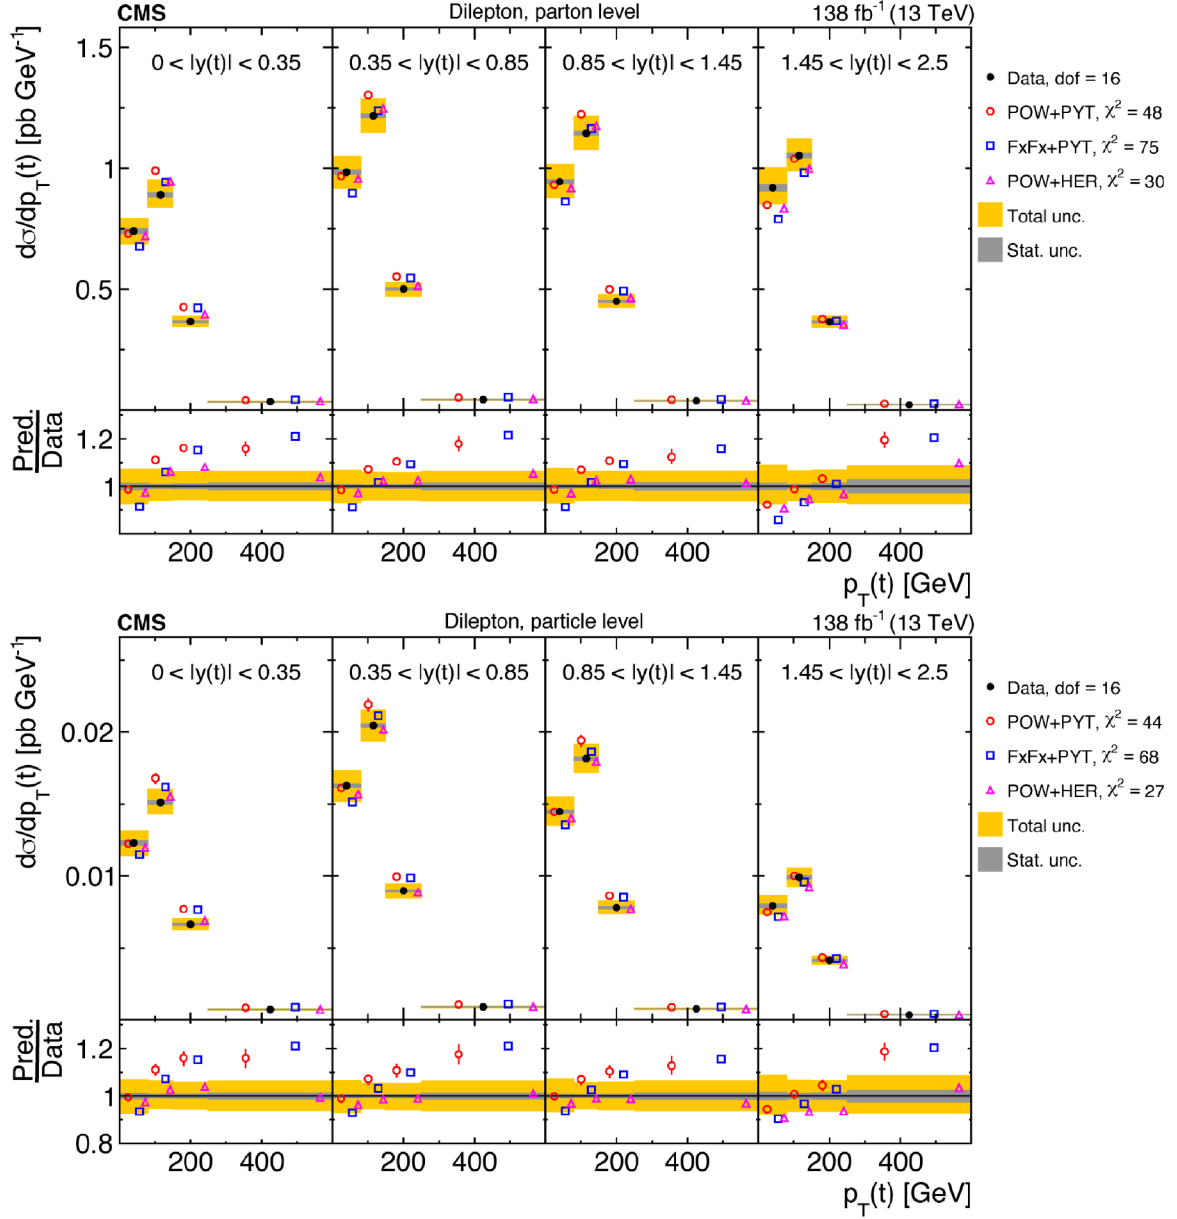 CMS Dilepton, parton level 138 fb⁻¹ (13 TeV)
dσ/dp_T(t) [pb GeV⁻¹]
1.5
1
0.5
0 < |y(t)| < 0.35
0.35 < |y(t)| < 0.85
0.85 < |y(t)| < 1.45
1.45 < |y(t)| < 2.5
Data, dof = 16
POW+PYT, χ² = 48
FxFx+PYT, χ² = 75
POW+HER, χ² = 30
Total unc.
Stat. unc.
Pred.
Data
1.2
1
200 400 200 400 200 400 200 400
p_T(t) [GeV]
CMS Dilepton, particle level 138 fb⁻¹ (13 TeV)
dσ/dp_T(t) [pb GeV⁻¹]
0.02
0.01
0 < |y(t)| < 0.35
0.35 < |y(t)| < 0.85
0.85 < |y(t)| < 1.45
1.45 < |y(t)| < 2.5
Data, dof = 16
POW+PYT, χ² = 44
FxFx+PYT, χ² = 68
POW+HER, χ² = 27
Total unc.
Stat. unc.
Pred.
Data
1.2
1
0.8
200 400 200 400 200 400 200 400
p_T(t) [GeV]